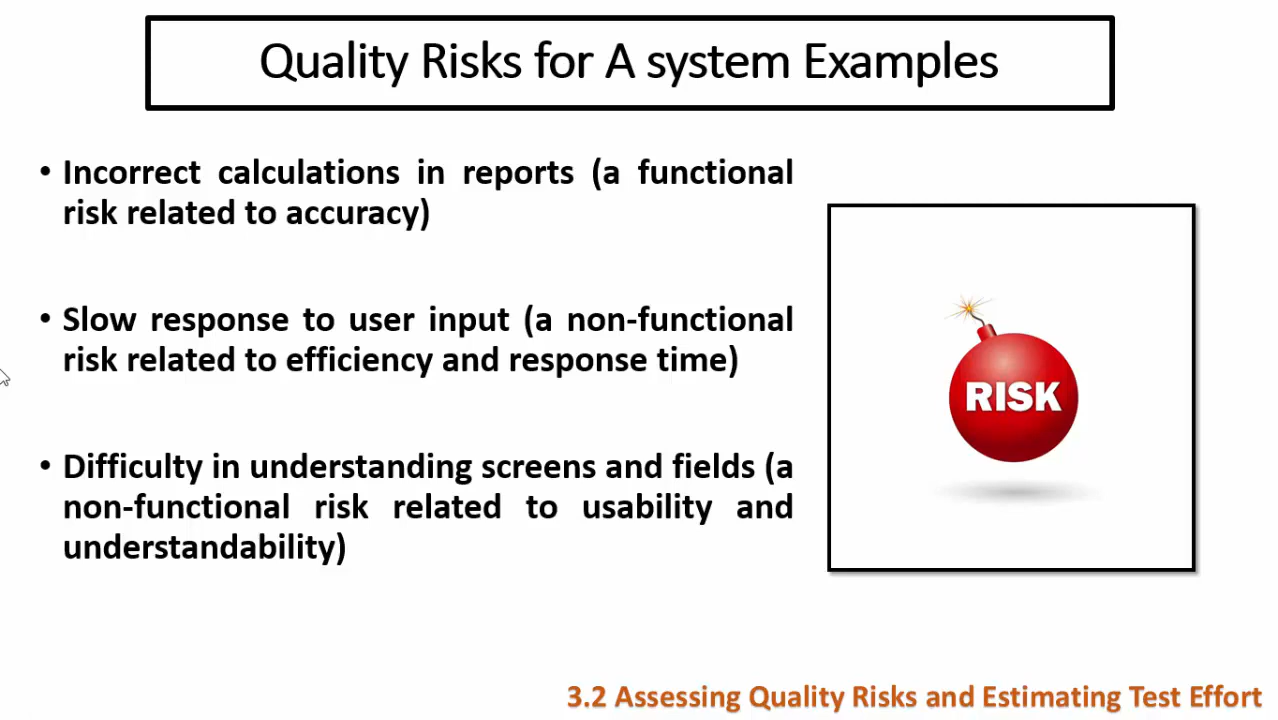 Quality Risks for A system Examples
• Incorrect calculations in reports (a functional
risk related to accuracy)
• Slow response to user input (a non-functional
risk related to efficiency and response time)
• Difficulty in understanding screens and fields (a
non-functional risk related to usability and
understandability)
RISK
3.2 Assessing Quality Risks and Estimating Test Effort